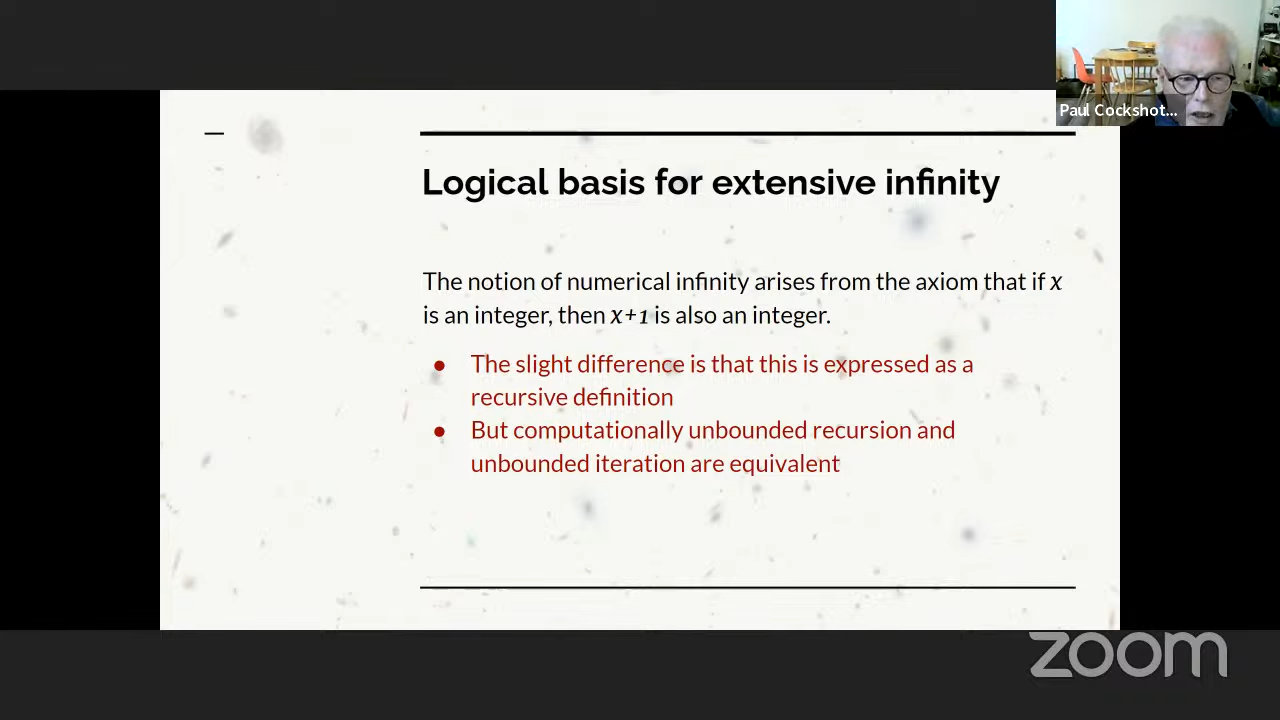 Paul Cockshot...
Logical basis for extensive infinity
The notion of numerical infinity arises from the axiom that if x
is an integer, then x+1 is also an integer.
● The slight difference is that this is expressed as a
recursive definition
● But computationally unbounded recursion and
unbounded iteration are equivalent
zoom